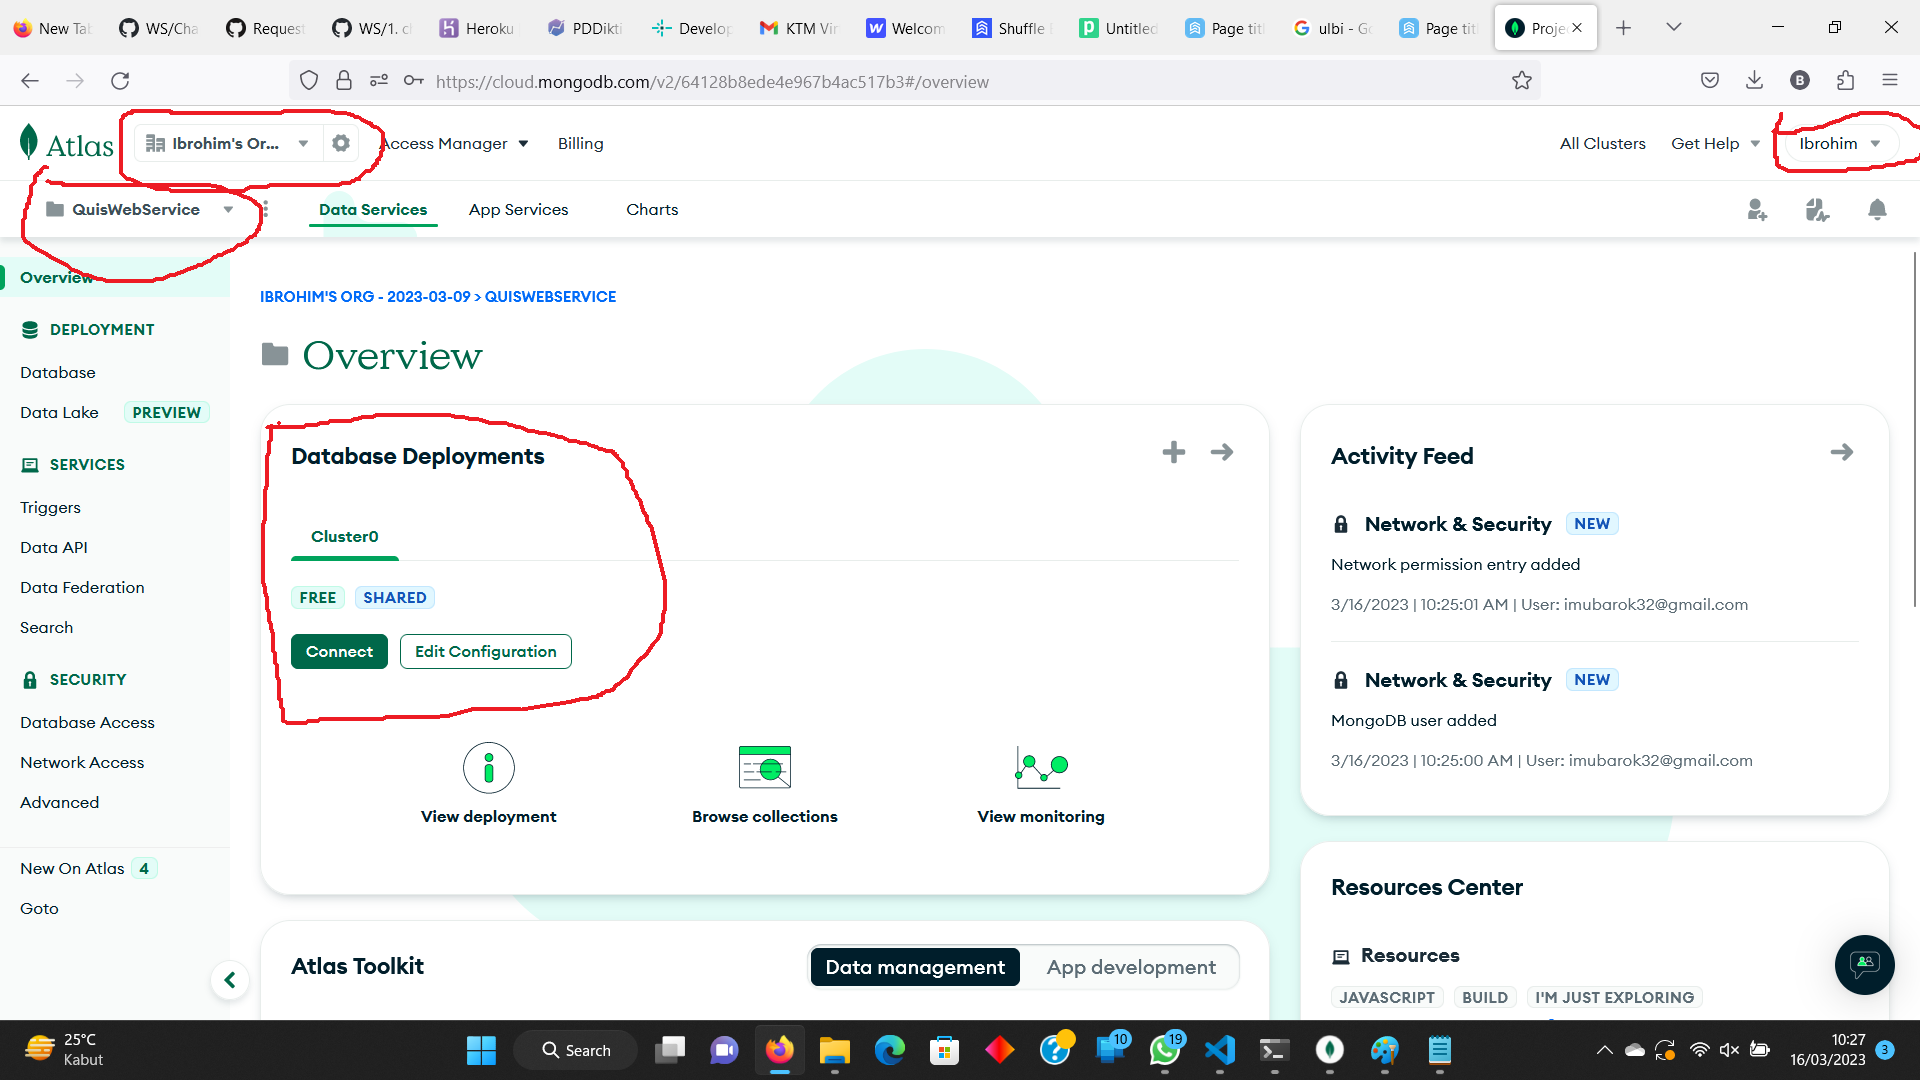 New Tab
WS/Cha
Request
WS/1. cl
Heroku
PDDikti
Develop
KTM Vir
Welcom
Shuffle
Untitled
Page titl
ulbi - Go
Page titl
Projec
https://cloud.mongodb.com/v2/64128b8ede4e967b4ac517b3#/overview
B
Atlas
Ibrohim's Or...
Access Manager
Billing
All Clusters
Get Help
Ibrohim
QuisWebService
Data Services
App Services
Charts
Overview
DEPLOYMENT
Database
Data Lake PREVIEW
SERVICES
Triggers
Data API
Data Federation
Search
SECURITY
Database Access
Network Access
Advanced
New On Atlas 4
Goto
IBROHIM'S ORG - 2023-03-09 > QUISWEBSERVICE
Overview
Database Deployments
Cluster0
FREE SHARED
Connect Edit Configuration
View deployment
Browse collections
View monitoring
Atlas Toolkit
Data management App development
Activity Feed
Network & Security NEW
Network permission entry added
3/16/2023 | 10:25:01 AM | User: imubarok32@gmail.com
Network & Security NEW
MongoDB user added
3/16/2023 | 10:25:00 AM | User: imubarok32@gmail.com
Resources Center
Resources
JAVASCRIPT BUILD I'M JUST EXPLORING
25°C
Kabut
Search
10
19
10:27
16/03/2023
3